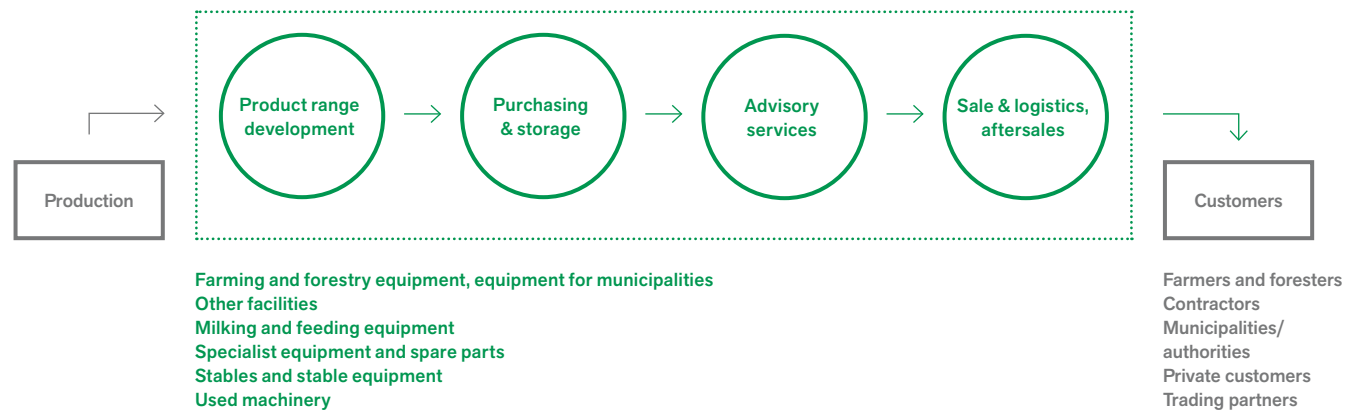 Production
Product range
development
Purchasing
& storage
Advisory
services
Sale & logistics,
aftersales
Customers
Farming and forestry equipment, equipment for municipalities
Other facilities
Milking and feeding equipment
Specialist equipment and spare parts
Stables and stable equipment
Used machinery
Farmers and foresters
Contractors
Municipalities/
authorities
Private customers
Trading partners